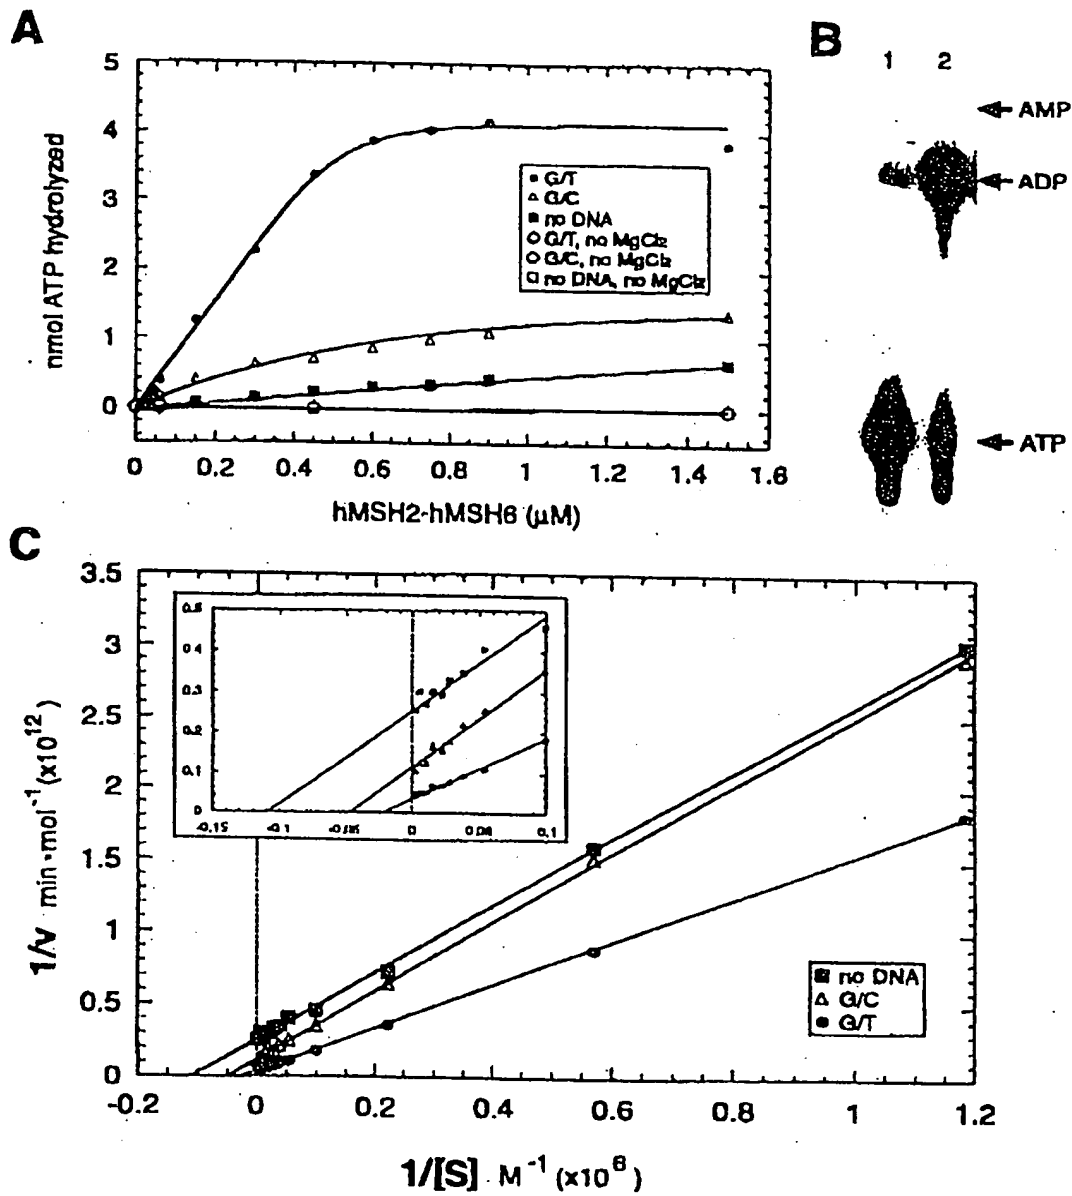 A
B
1 2
AMP
ADP
ATP
nmol ATP hydrolyzed
5
4
3
2
1
0
G/T
G/C
no DNA
G/T, no MgCl2
G/C, no MgCl2
no DNA, no MgCl2
0 0.2 0.4 0.6 0.8 1 1.2 1.4 1.6
hMSH2-hMSH6 (μM)
C
1/v min·mol-1 (x10 12)
3.5
3
2.5
2
1.5
1
0.5
0
0.5
0.4
0.3
0.2
0.1
0
-0.15 -0.1 -0.05 0 0.05 0.1
no DNA
G/C
G/T
-0.2 0 0.2 0.4 0.6 0.8 1 1.2
1/[S] M-1 (x10 6)